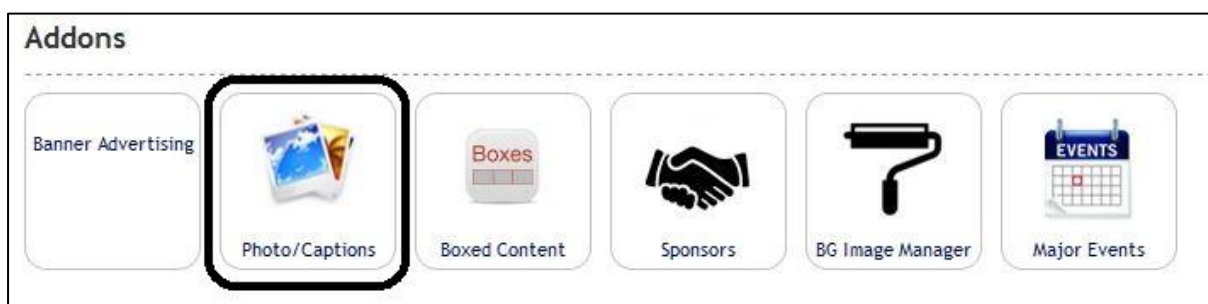 Addons
Banner Advertising
Photo/Captions
Boxes
Boxed Content
Sponsors
BG Image Manager
EVENTS
Major Events